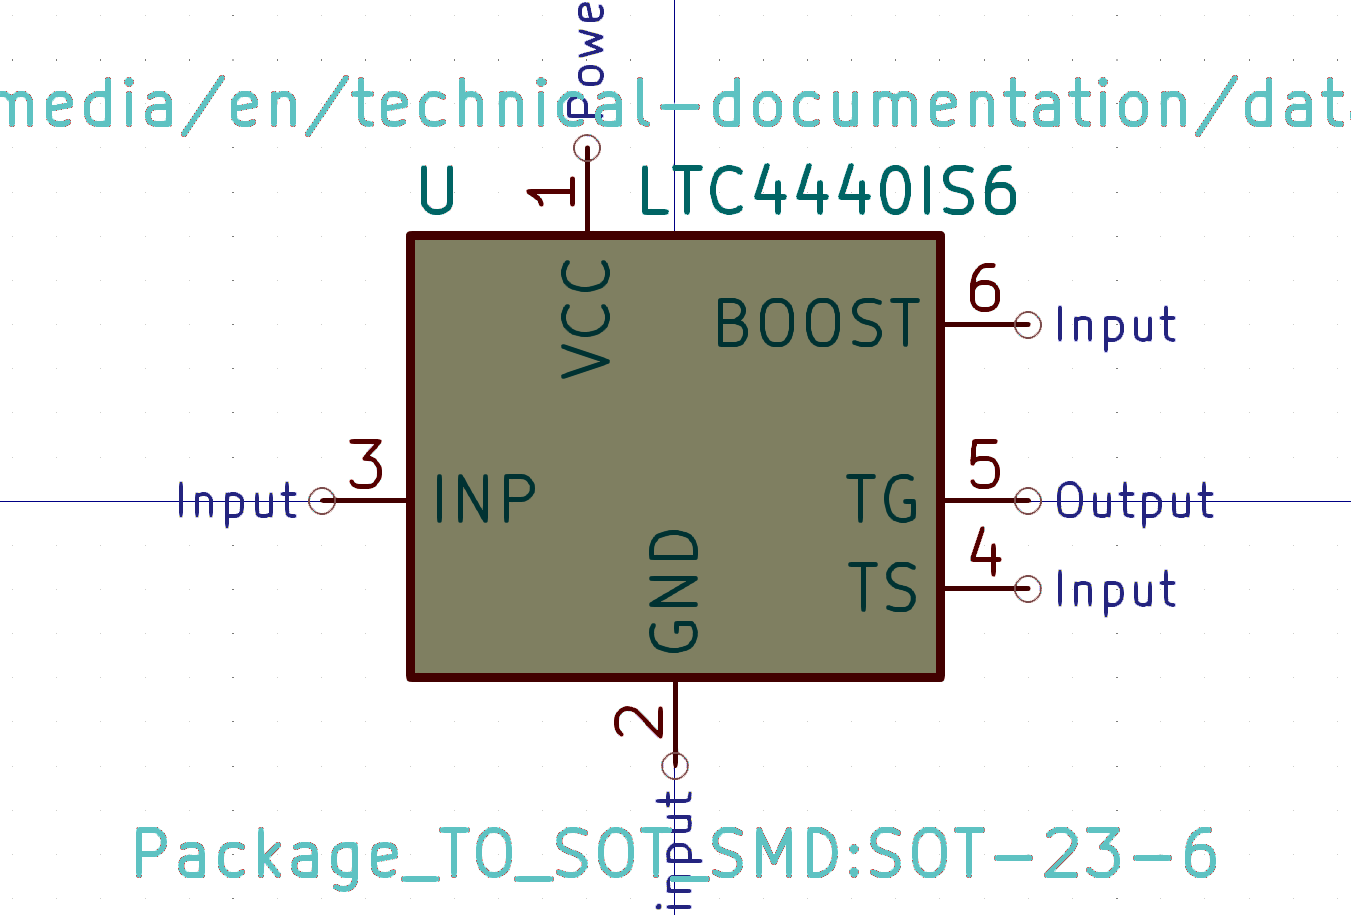 Powe
media/en/technical-documentation/dat
U LTC4440IS6
1
VCC
BOOST 6 Input
Input 3 INP
TG 5 Output
TS 4 Input
GND
2
input
Package_TO_SOT_SMD:SOT-23-6